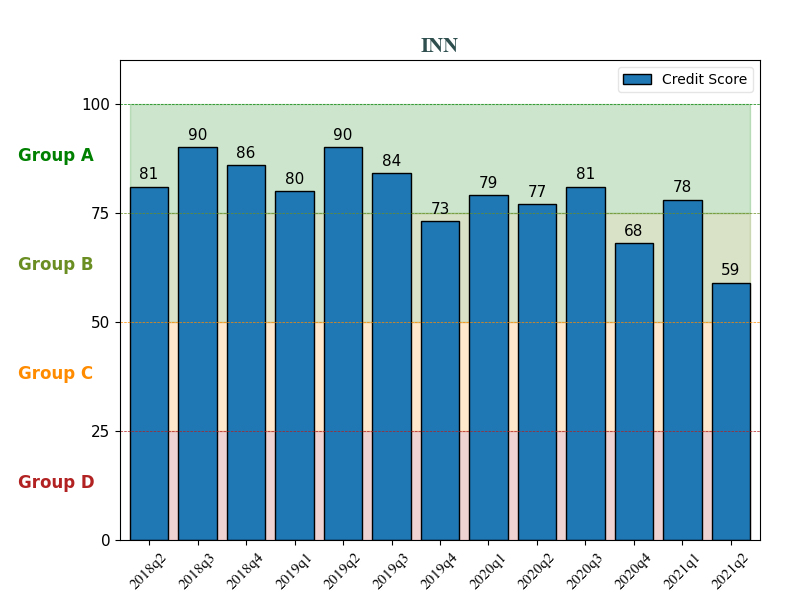 INN
Credit Score
100
75
50
25
0
Group A
Group B
Group C
Group D
81
90
86
80
90
84
73
79
77
81
68
78
59
2018q2
2018q3
2018q4
2019q1
2019q2
2019q3
2019q4
2020q1
2020q2
2020q3
2020q4
2021q1
2021q2